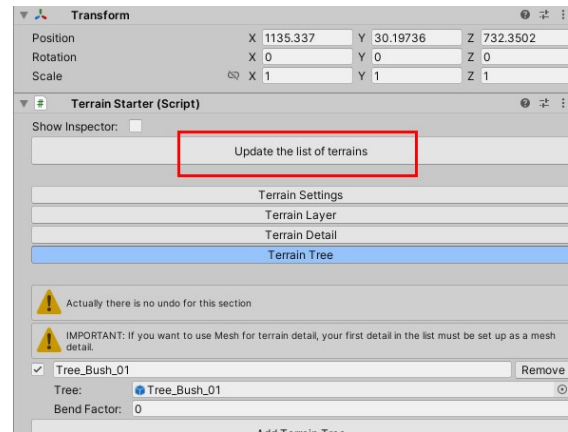 Transform
Position X 1135.337 Y 30.19736 Z 732.3502
Rotation X 0 Y 0 Z 0
Scale X 1 Y 1 Z 1
# Terrain Starter (Script)
Show Inspector:
Update the list of terrains
Terrain Settings
Terrain Layer
Terrain Detail
Terrain Tree
Actually there is no undo for this section
IMPORTANT: If you want to use Mesh for terrain detail, your first detail in the list must be set up as a mesh
detail.
Tree_Bush_01 Remove
Tree: Tree_Bush_01
Bend Factor: 0
Add Terrain Tree